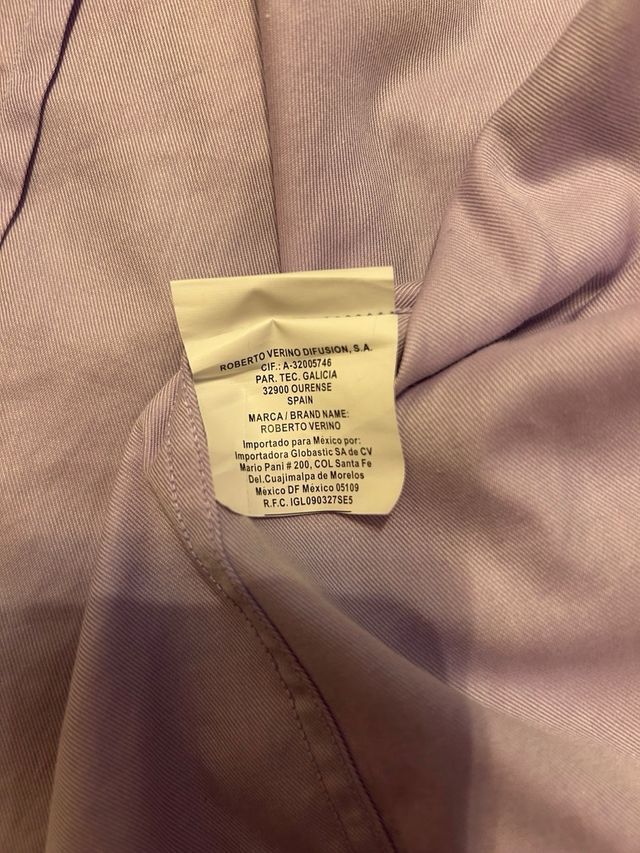 ROBERTO VERINO DIFUSION, S.A.
CIF.: A-32005746
PAR. TEC. GALICIA
32900 OURENSE
SPAIN
MARCA / BRAND NAME:
ROBERTO VERINO
Importado para México por:
Importadora Globastic SA de CV
Mario Pani # 200, COL Santa Fe
Del.Cuajimalpa de Morelos
México DF México 05109
R.F.C. IGL090327SE5